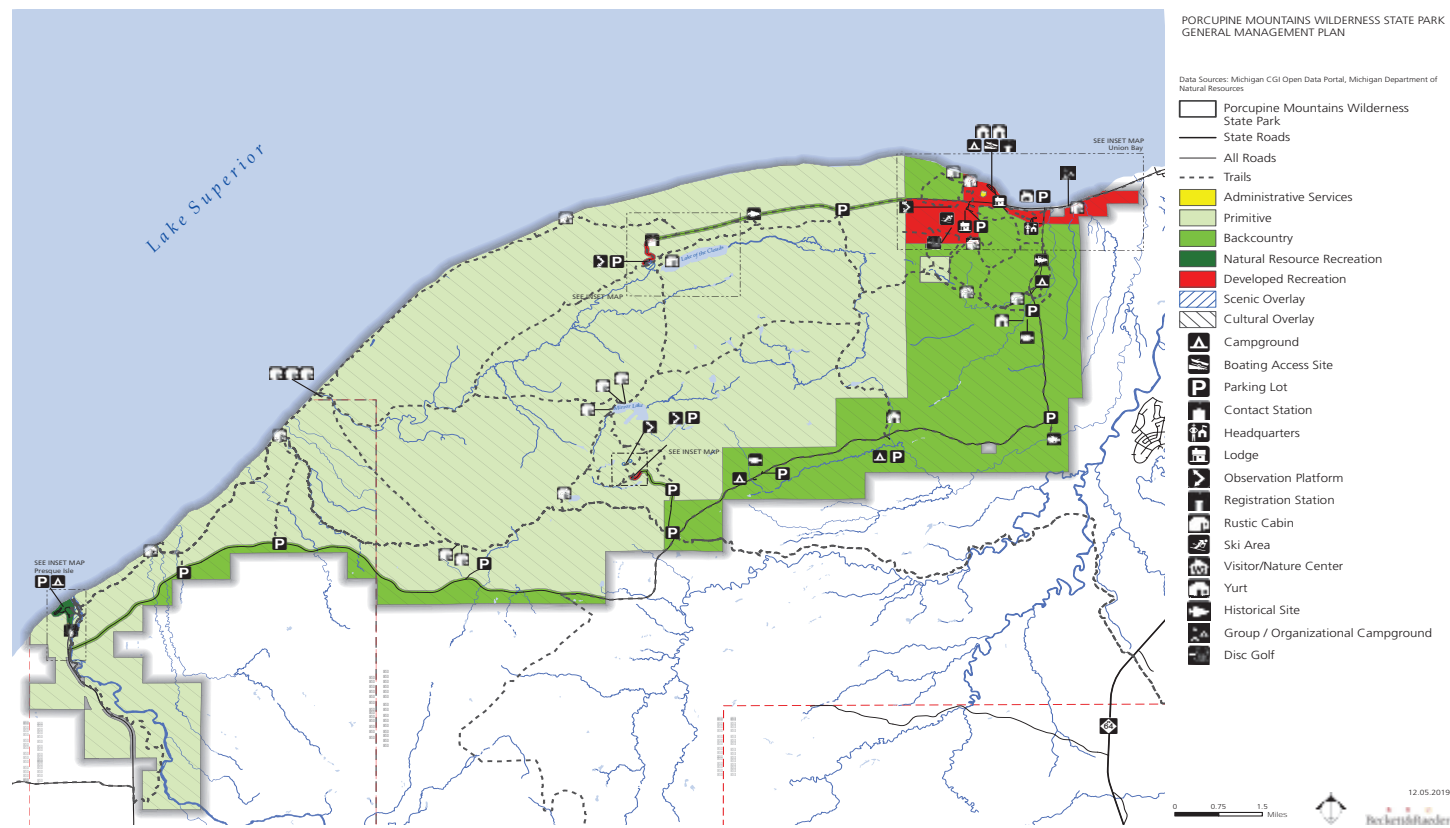 PORCUPINE MOUNTAINS WILDERNESS STATE PARK
GENERAL MANAGEMENT PLAN
Data Sources: Michigan CGI Open Data Portal, Michigan Department of
Natural Resources
Porcupine Mountains Wilderness
State Park
State Roads
All Roads
Trails
Administrative Services
Primitive
Backcountry
Natural Resource Recreation
Developed Recreation
Scenic Overlay
Cultural Overlay
Campground
Boating Access Site
P
Parking Lot
Contact Station
Headquarters
Lodge
Observation Platform
Registration Station
Rustic Cabin
Ski Area
Visitor/Nature Center
Yurt
Historical Site
Group / Organizational Campground
Disc Golf
Lake Superior
SEE INSET MAP
Union Bay
P
P
P
P
Lake of the Clouds
SEE INSET MAP
P
P
P
SEE INSET MAP
P
P
P
P
P
P
P
P
SEE INSET MAP
Presque Isle
P
64
0 0.75 1.5
Miles
12.05.2019
Beckett&Raeder